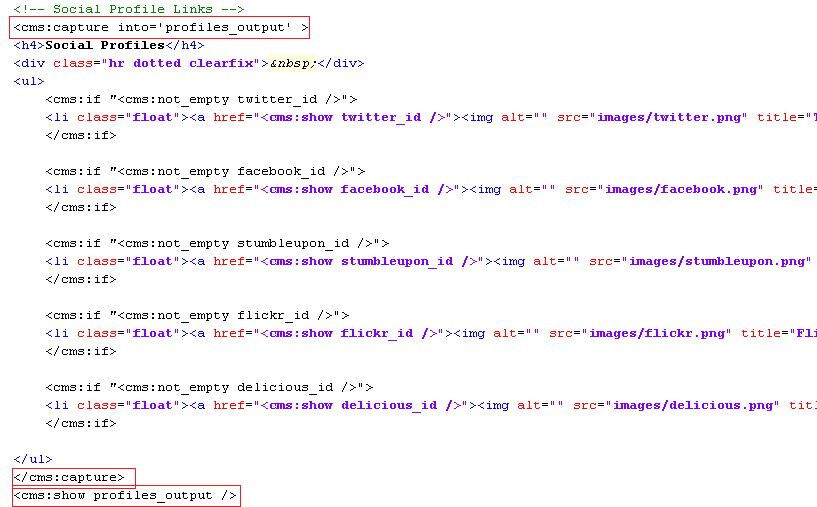 <!-- Social Profile Links -->
<cms:capture into='profiles_output' >
<h4>Social Profiles</h4>
<div class="hr dotted clearfix">&nbsp;</div>
<ul>
<cms:if "<cms:not_empty twitter_id />">
<li class="float"><a href="<cms:show twitter_id />"><img alt="" src="images/twitter.png" title="T
</cms:if>
<cms:if "<cms:not_empty facebook_id />">
<li class="float"><a href="<cms:show facebook_id />"><img alt="" src="images/facebook.png" title=
</cms:if>
<cms:if "<cms:not_empty stumbleupon_id />">
<li class="float"><a href="<cms:show stumbleupon_id />"><img alt="" src="images/stumbleupon.png"
</cms:if>
<cms:if "<cms:not_empty flickr_id />">
<li class="float"><a href="<cms:show flickr_id />"><img alt="" src="images/flickr.png" title="Fli
</cms:if>
<cms:if "<cms:not_empty delicious_id />">
<li class="float"><a href="<cms:show delicious_id />"><img alt="" src="images/delicious.png" titl
</cms:if>
</ul>
</cms:capture>
<cms:show profiles_output />